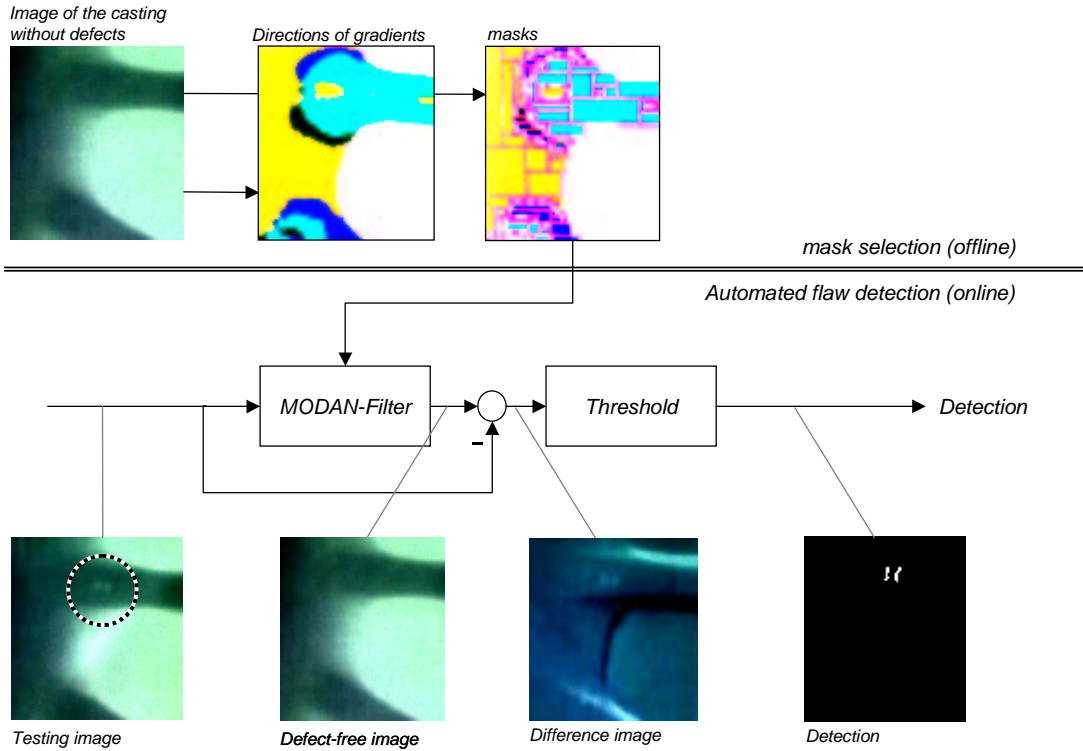 Image of the casting
without defects
Directions of gradients
masks
mask selection (offline)
Automated flaw detection (online)
MODAN-Filter
Threshold
Detection
–
Testing image
Defect-free image
Difference image
Detection